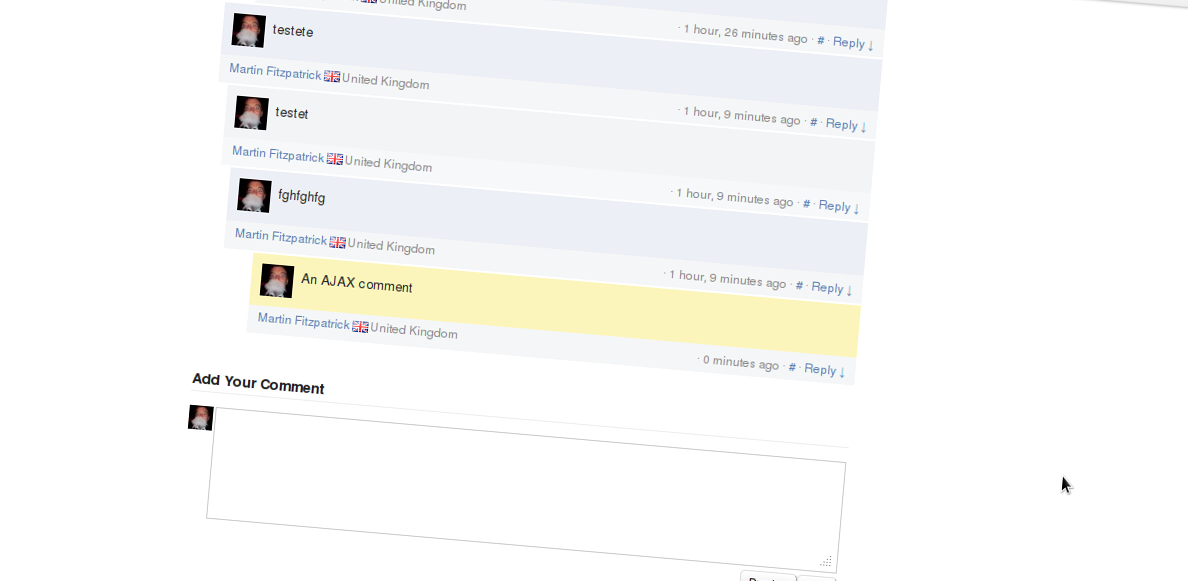 United Kingdom
· 1 hour, 26 minutes ago · # · Reply ↓
testete
Martin Fitzpatrick United Kingdom
· 1 hour, 9 minutes ago · # · Reply ↓
testet
Martin Fitzpatrick United Kingdom
· 1 hour, 9 minutes ago · # · Reply ↓
fghfghfg
Martin Fitzpatrick United Kingdom
· 1 hour, 9 minutes ago · # · Reply ↓
An AJAX comment
Martin Fitzpatrick United Kingdom
· 0 minutes ago · # · Reply ↓
Add Your Comment